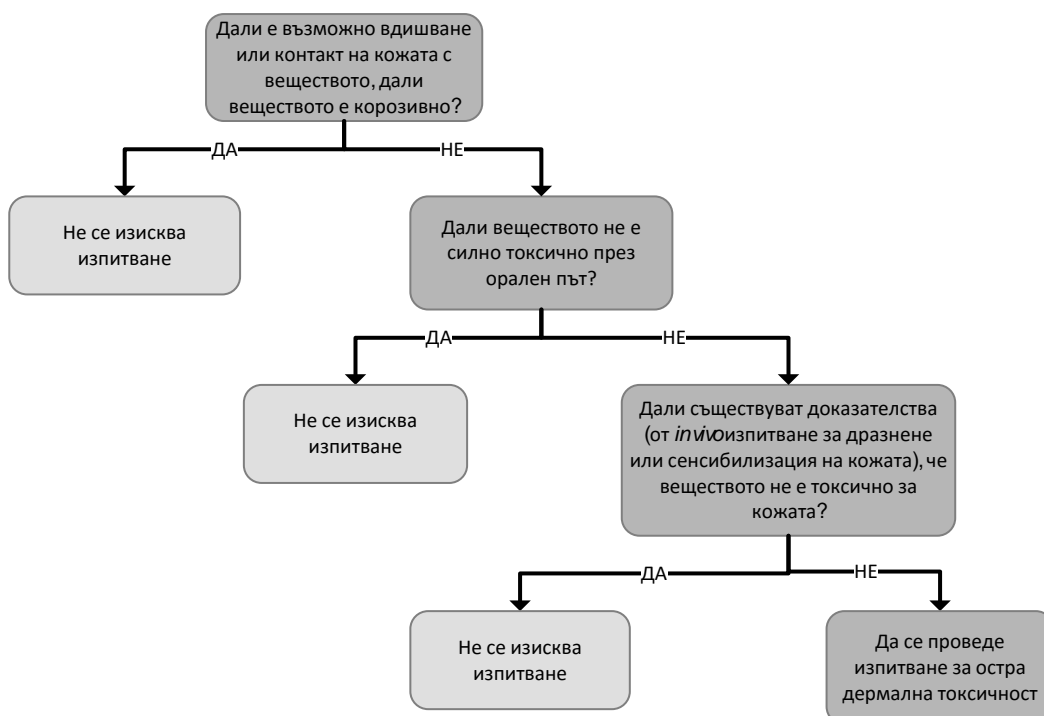 Дали е възможно вдишване
или контакт на кожата с
веществото, дали
веществото е корозивно?
ДА
НЕ
Не се изисква
изпитване
Дали веществото не е
силно токсично през
орален път?
ДА
НЕ
Не се изисква
изпитване
Дали съществуват доказателства
(от in vivo изпитване за дразнене
или сенсибилизация на кожата), че
веществото не е токсично за
кожата?
ДА
НЕ
Не се изисква
изпитване
Да се проведе
изпитване за остра
дермална токсичност